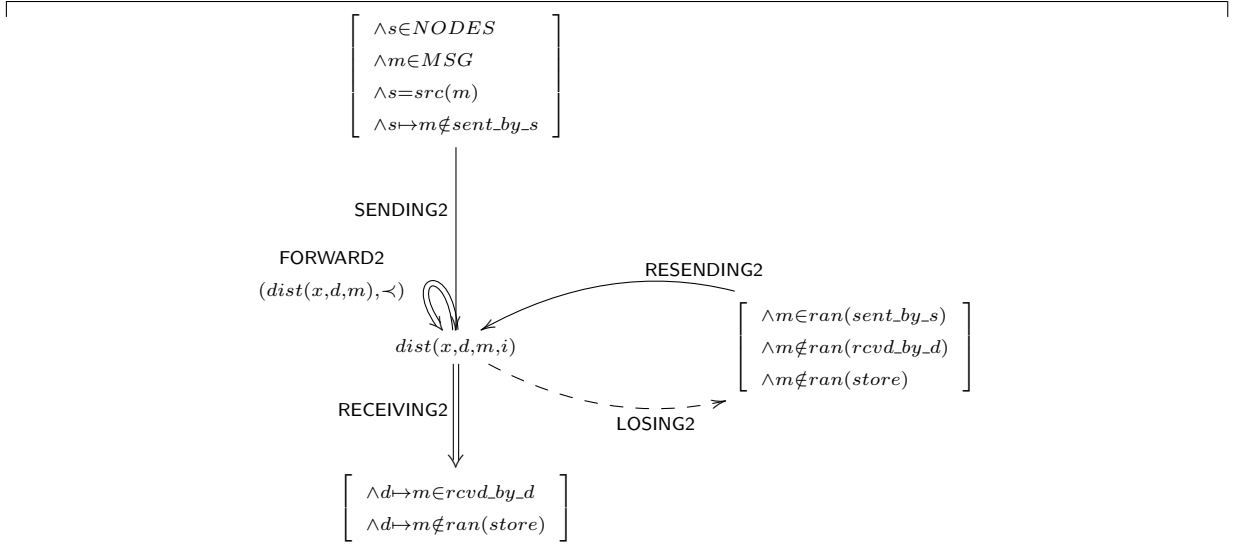 ∧s∈NODES
∧m∈MSG
∧s=src(m)
∧s↦m∉sent_by_s
SENDING2
FORWARD2
(dist(x,d,m),≺)
RESENDING2
dist(x,d,m,i)
∧m∈ran(sent_by_s)
∧m∉ran(rcvd_by_d)
∧m∉ran(store)
RECEIVING2
LOSING2
∧d↦m∈rcvd_by_d
∧d↦m∉ran(store)